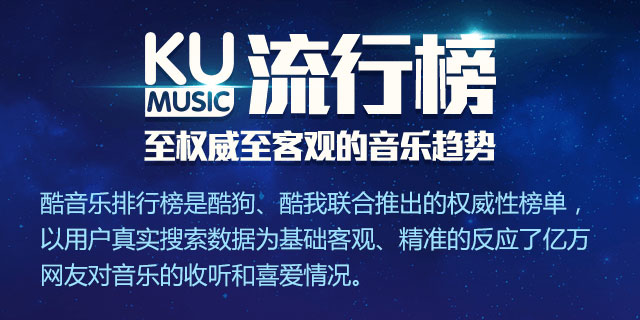 KU MUSIC 流行榜
至权威至客观的音乐趋势
酷音乐排行榜是酷狗、酷我联合推出的权威性榜单，
以用户真实搜索数据为基础客观、精准的反应了亿万
网友对音乐的收听和喜爱情况。